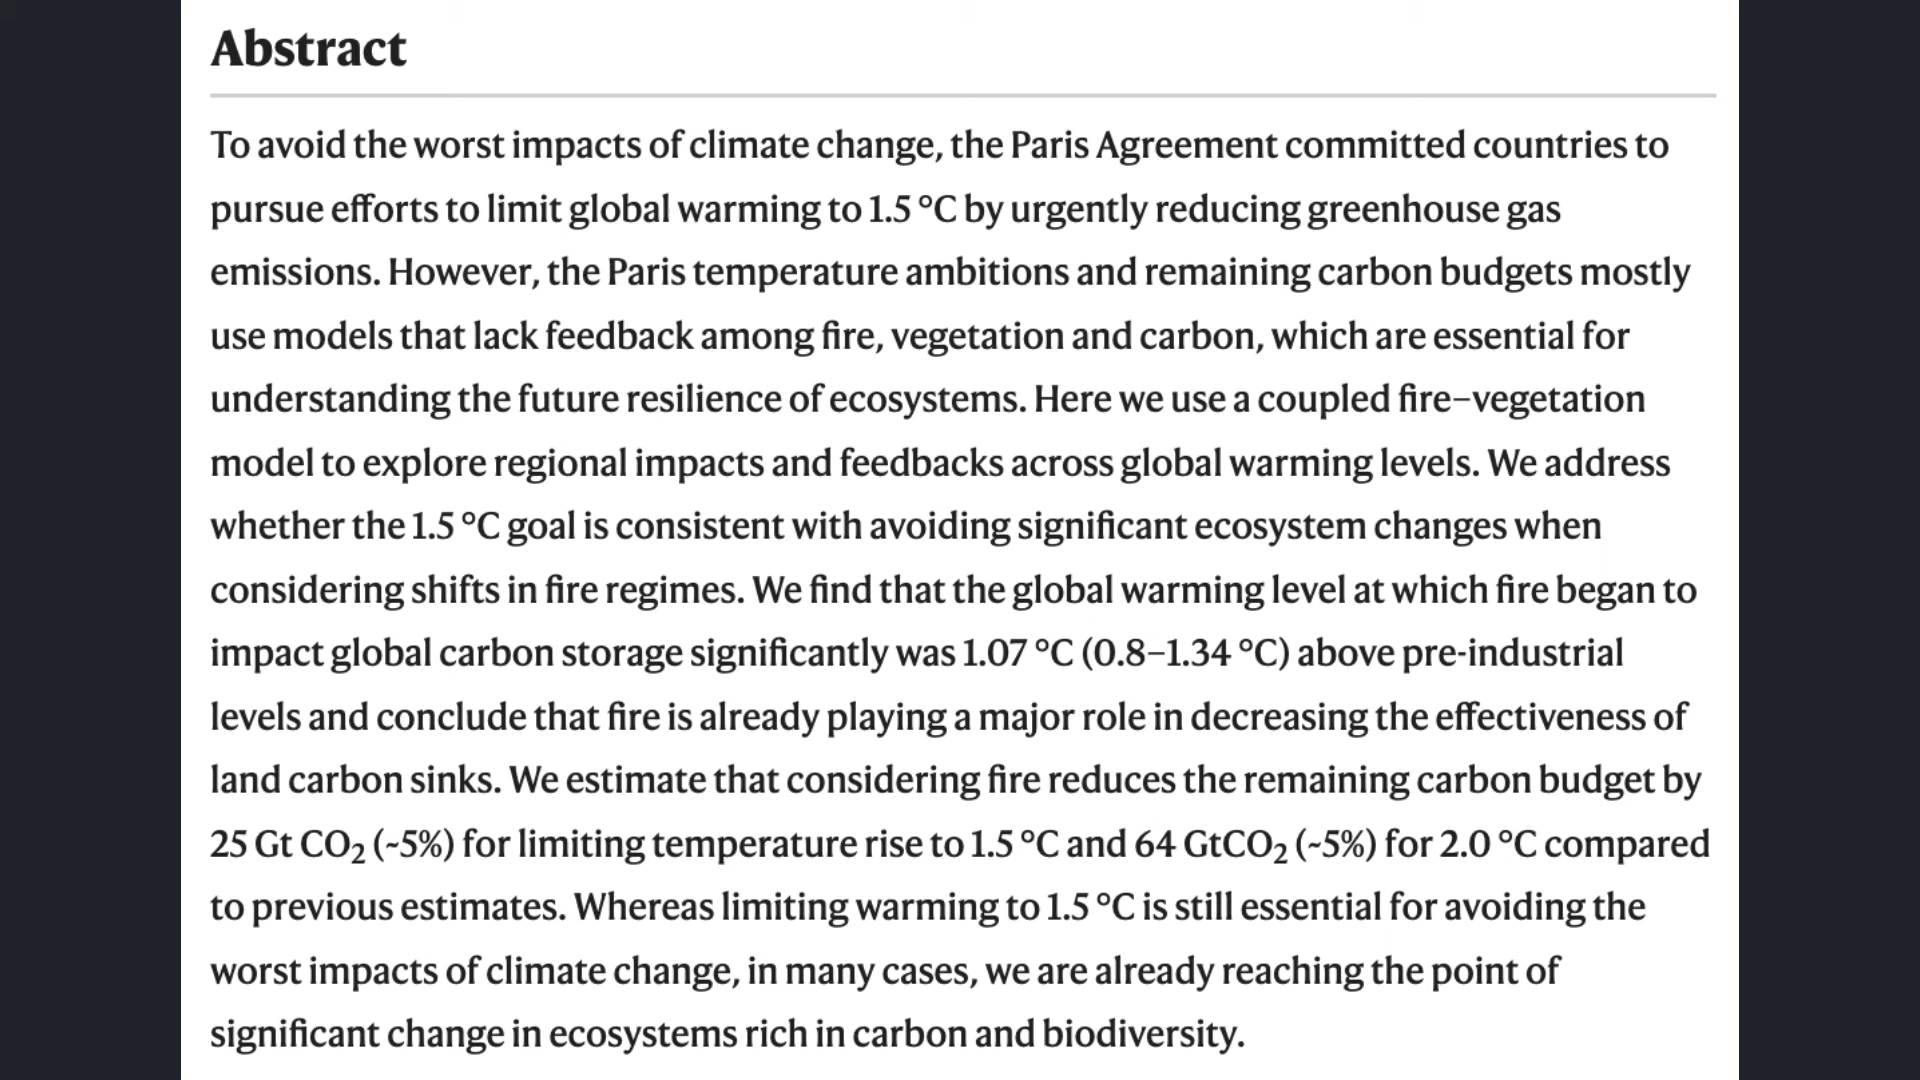 Abstract
To avoid the worst impacts of climate change, the Paris Agreement committed countries to
pursue efforts to limit global warming to 1.5 °C by urgently reducing greenhouse gas
emissions. However, the Paris temperature ambitions and remaining carbon budgets mostly
use models that lack feedback among fire, vegetation and carbon, which are essential for
understanding the future resilience of ecosystems. Here we use a coupled fire–vegetation
model to explore regional impacts and feedbacks across global warming levels. We address
whether the 1.5 °C goal is consistent with avoiding significant ecosystem changes when
considering shifts in fire regimes. We find that the global warming level at which fire began to
impact global carbon storage significantly was 1.07 °C (0.8–1.34 °C) above pre-industrial
levels and conclude that fire is already playing a major role in decreasing the effectiveness of
land carbon sinks. We estimate that considering fire reduces the remaining carbon budget by
25 Gt CO₂ (~5%) for limiting temperature rise to 1.5 °C and 64 GtCO₂ (~5%) for 2.0 °C compared
to previous estimates. Whereas limiting warming to 1.5 °C is still essential for avoiding the
worst impacts of climate change, in many cases, we are already reaching the point of
significant change in ecosystems rich in carbon and biodiversity.